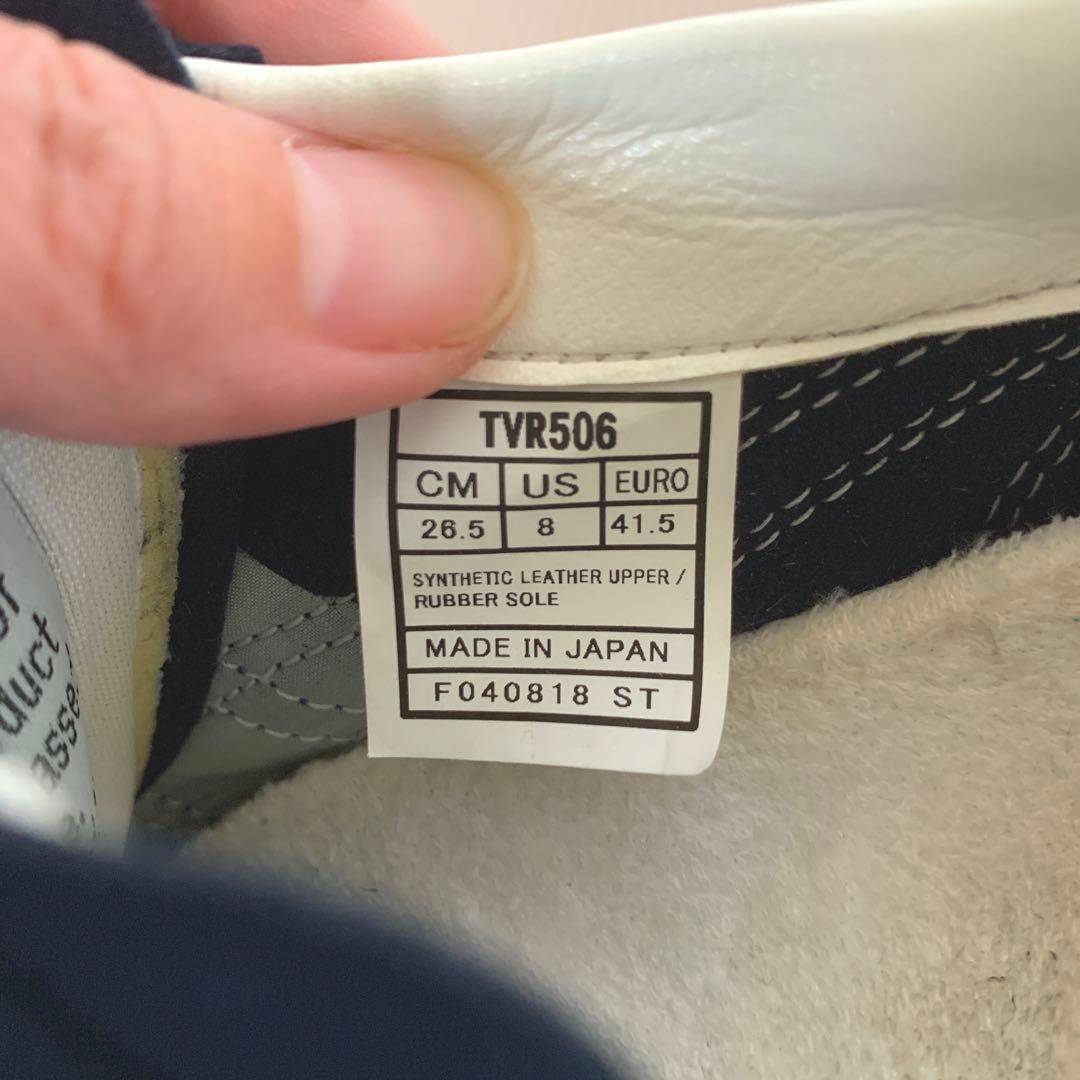 TVR506
CM US EURO
26.5 8 41.5
SYNTHETIC LEATHER UPPER /
RUBBER SOLE
MADE IN JAPAN
F040818 ST